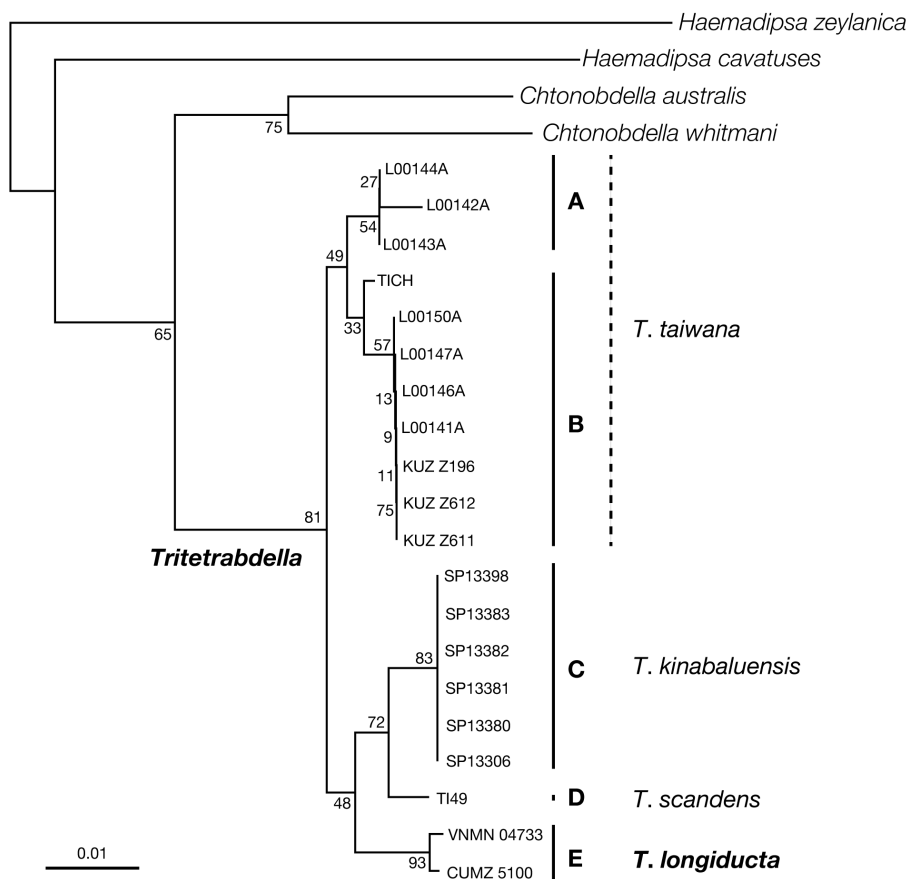 Haemadipsa zeylanica
Haemadipsa cavatuses
Chtonobdella australis
75
Chtonobdella whitmani
L00144A
27
L00142A
A
54
L00143A
49
TICH
L00150A
33
T. taiwana
65
57
L00147A
L00146A
13
L00141A
B
9
KUZ Z196
11
KUZ Z612
75
81
KUZ Z611
Tritetrabdella
SP13398
SP13383
SP13382
83
C
T. kinabaluensis
SP13381
72
SP13380
SP13306
TI49
D
T. scandens
48
VNMN 04733
0.01
93
E
T. longiducta
CUMZ 5100